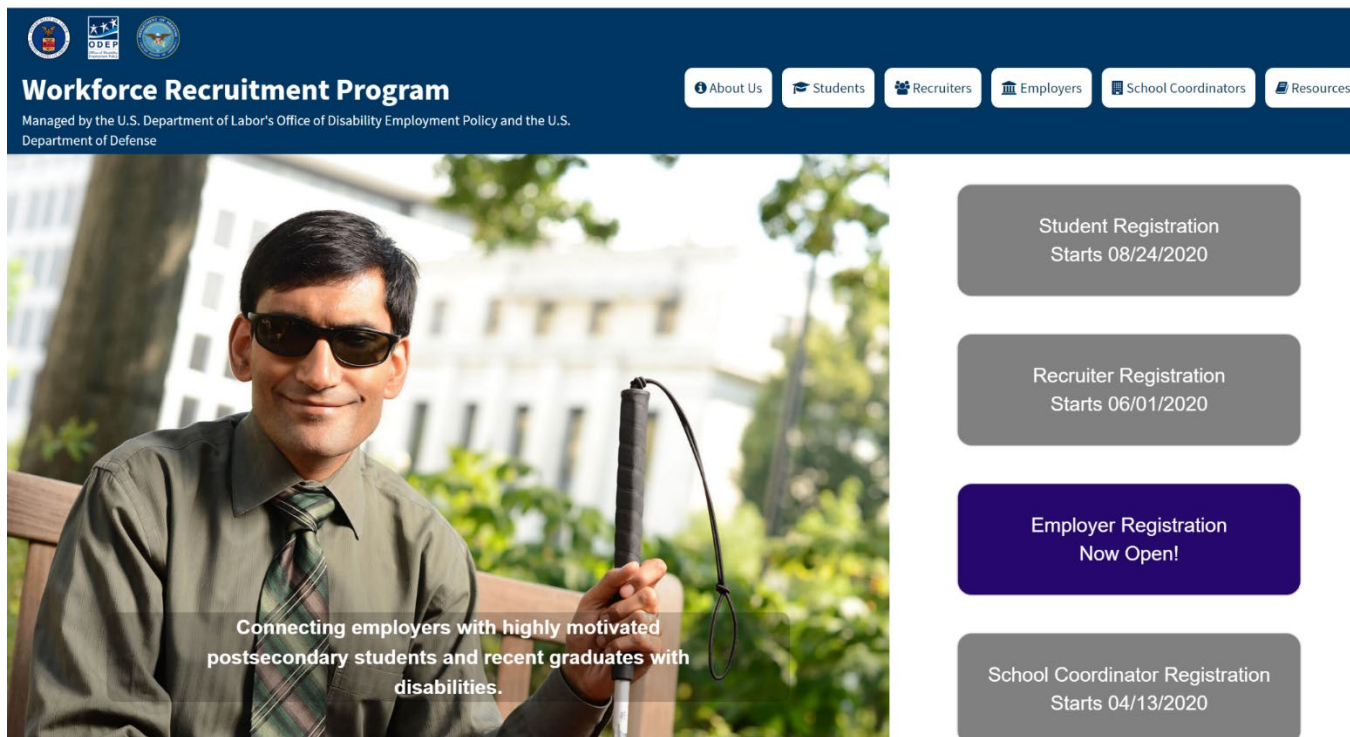 ODEP
Workforce Recruitment Program
Managed by the U.S. Department of Labor's Office of Disability Employment Policy and the U.S.
Department of Defense
About Us
Students
Recruiters
Employers
School Coordinators
Resources
Student Registration
Starts 08/24/2020
Recruiter Registration
Starts 06/01/2020
Employer Registration
Now Open!
School Coordinator Registration
Starts 04/13/2020
Connecting employers with highly motivated
postsecondary students and recent graduates with
disabilities.